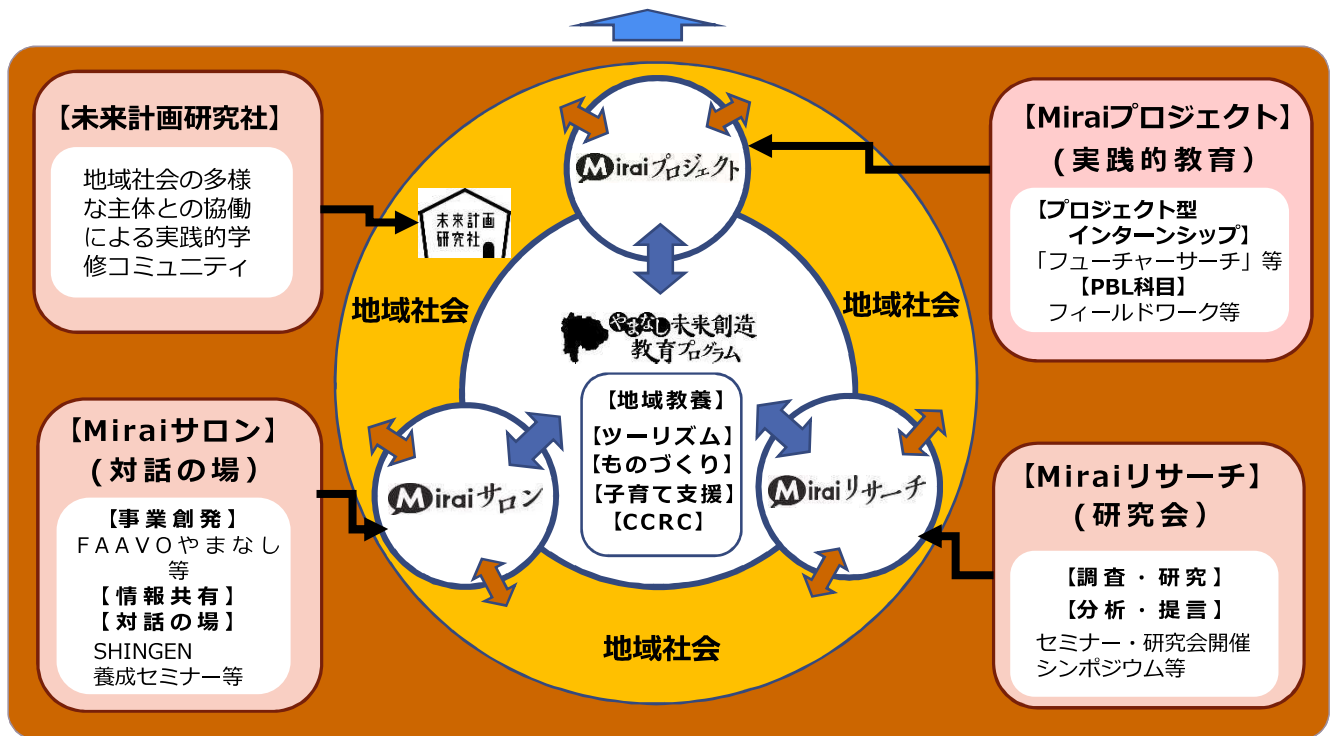 【未来計画研究社】
地域社会の多様
な主体との協働
による実践的学
修コミュニティ
【Miraiプロジェクト】
(実践的教育）
【プロジェクト型
インターンシップ】
「フューチャーサーチ」等
【PBL科目】
フィールドワーク等
Miraiプロジェクト
未来計画
研究社
地域社会
地域社会
やまなし未来創造
教育プログラム
【地域教養】
【ツーリズム】
【ものづくり】
【子育て支援】
【CCRC】
【Miraiサロン】
(対話の場）
【事業創発】
FAAVOやまなし
等
【情報共有】
【対話の場】
SHINGEN
養成セミナー等
Miraiサロン
Miraiリサーチ
地域社会
【Miraiリサーチ】
(研究会）
【調査・研究】
【分析・提言】
セミナー・研究会開催
シンポジウム等